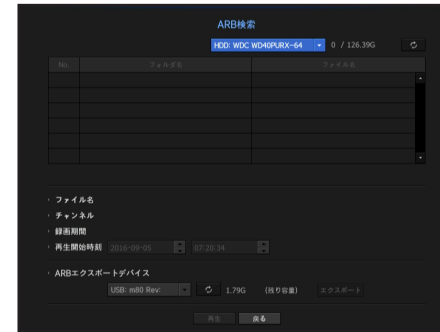 ARB検索
HDD: WDC WD40PURX-64 0 / 126.39G
No. フォルダ名 ファイル名
ファイル名
チャンネル
録画期間
再生開始時刻 2016-09-05 07:20:34
ARBエクスポートデバイス
USB: m80 Rev: 1.79G (残り容量) エクスポート
再生 戻る